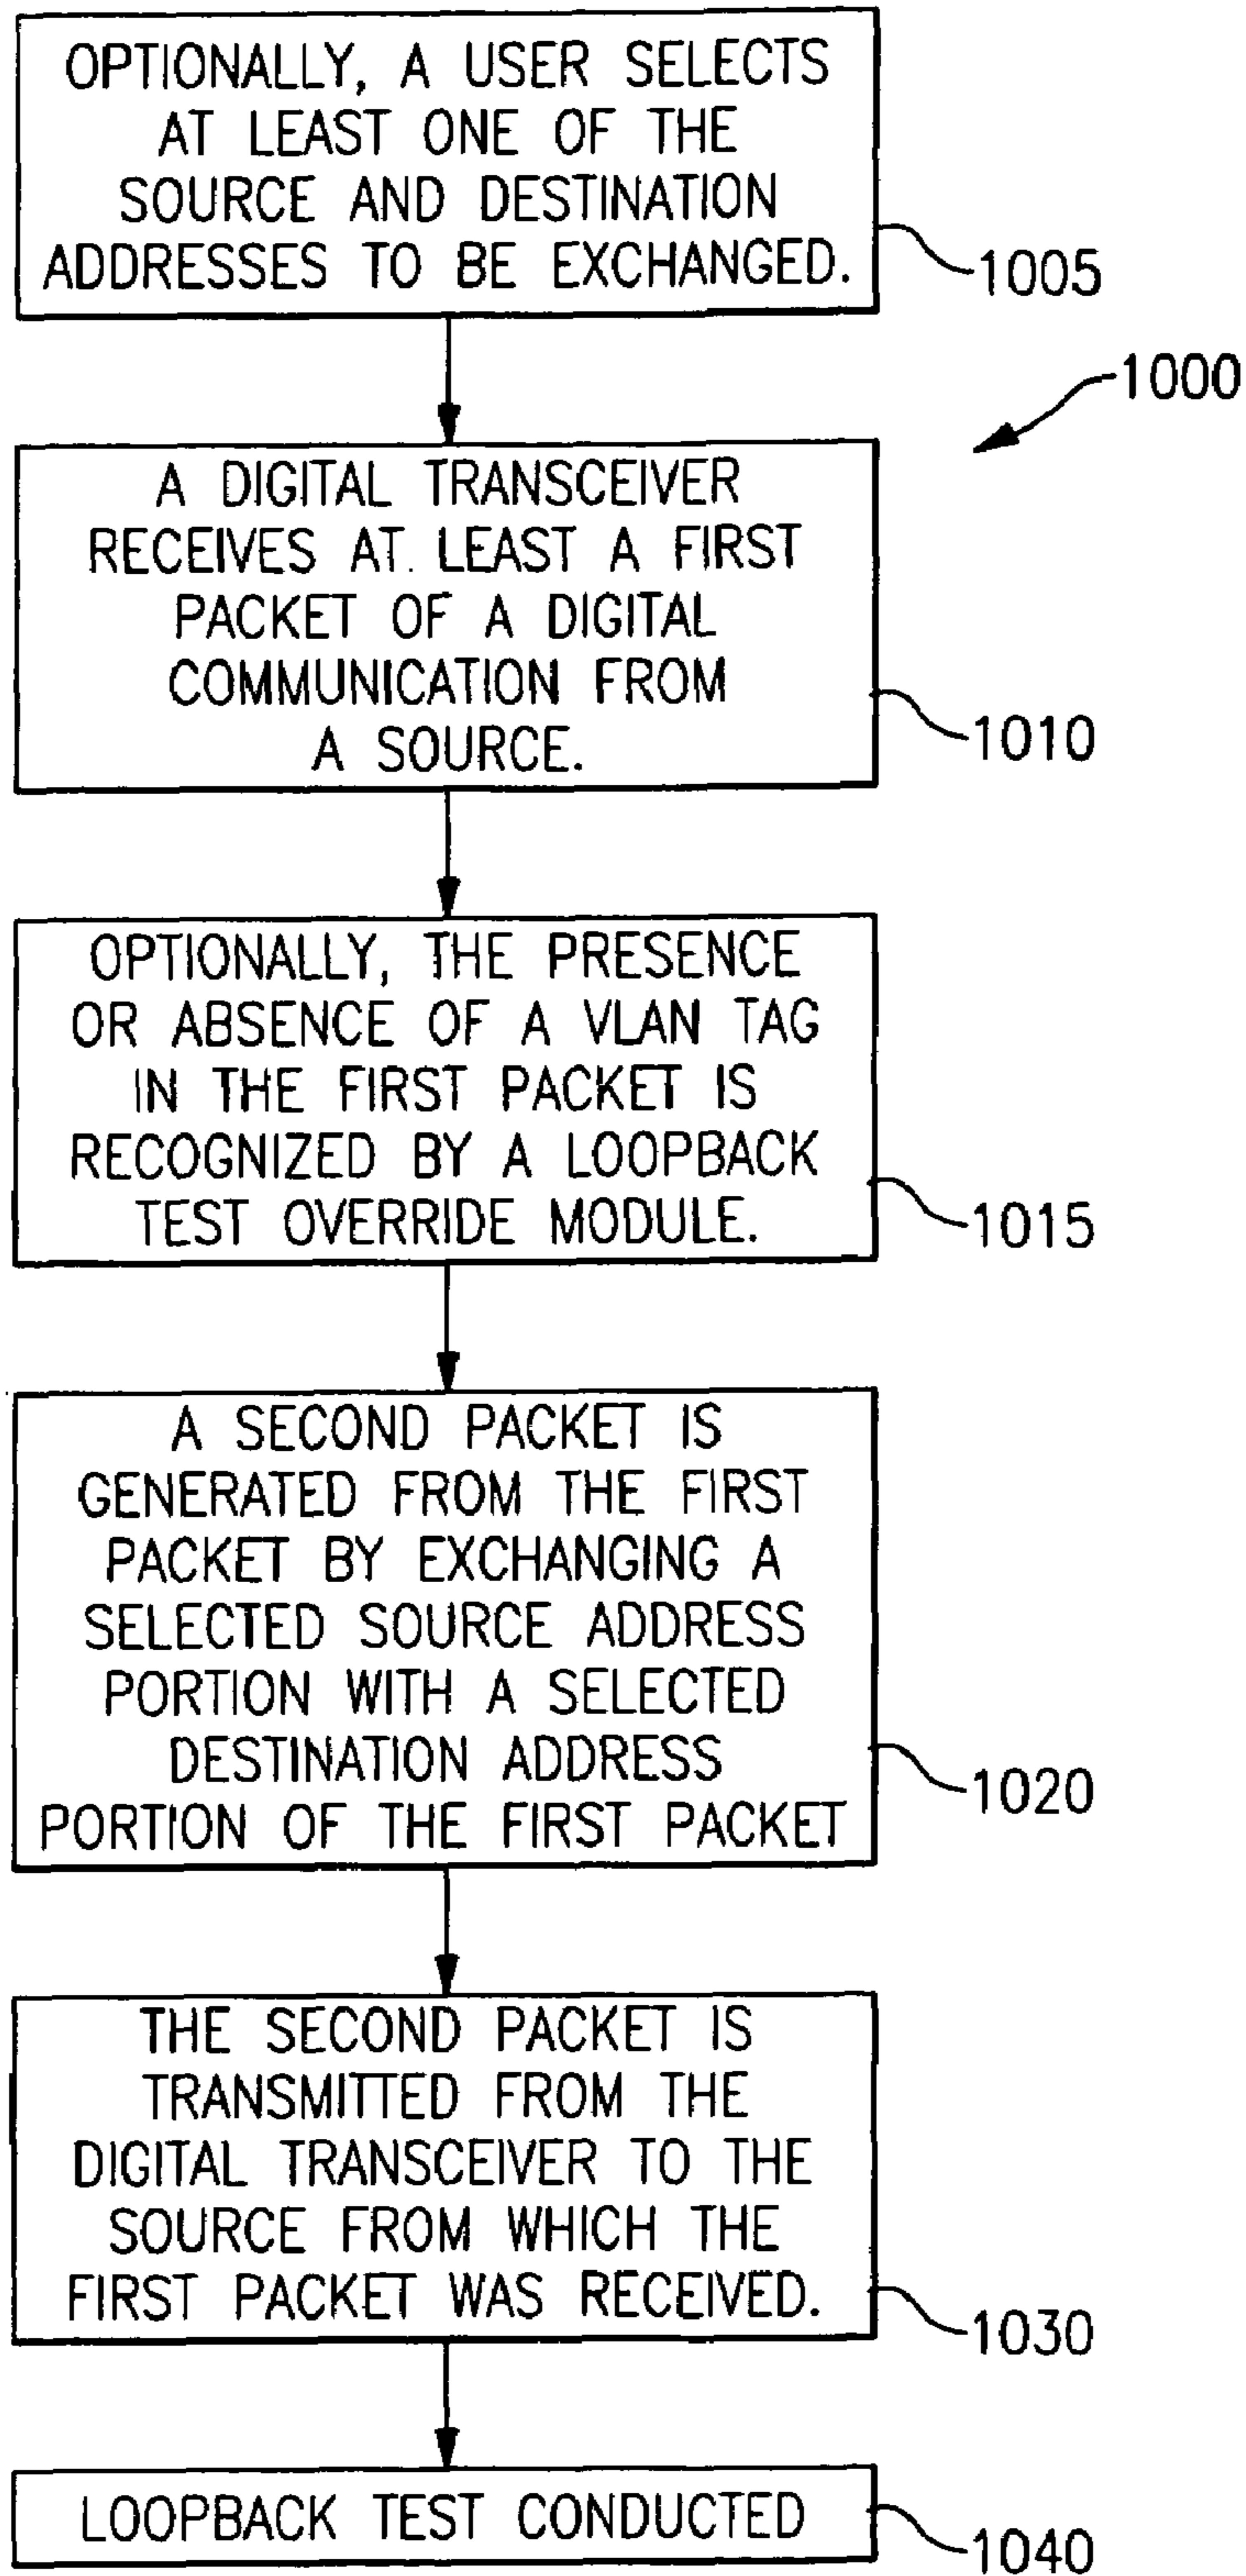 OPTIONALLY, A USER SELECTS
AT LEAST ONE OF THE
SOURCE AND DESTINATION
ADDRESSES TO BE EXCHANGED.
1005
1000
A DIGITAL TRANSCEIVER
RECEIVES AT LEAST A FIRST
PACKET OF A DIGITAL
COMMUNICATION FROM
A SOURCE.
1010
OPTIONALLY, THE PRESENCE
OR ABSENCE OF A VLAN TAG
IN THE FIRST PACKET IS
RECOGNIZED BY A LOOPBACK
TEST OVERRIDE MODULE.
1015
A SECOND PACKET IS
GENERATED FROM THE FIRST
PACKET BY EXCHANGING A
SELECTED SOURCE ADDRESS
PORTION WITH A SELECTED
DESTINATION ADDRESS
PORTION OF THE FIRST PACKET
1020
THE SECOND PACKET IS
TRANSMITTED FROM THE
DIGITAL TRANSCEIVER TO THE
SOURCE FROM WHICH THE
FIRST PACKET WAS RECEIVED.
1030
LOOPBACK TEST CONDUCTED
1040